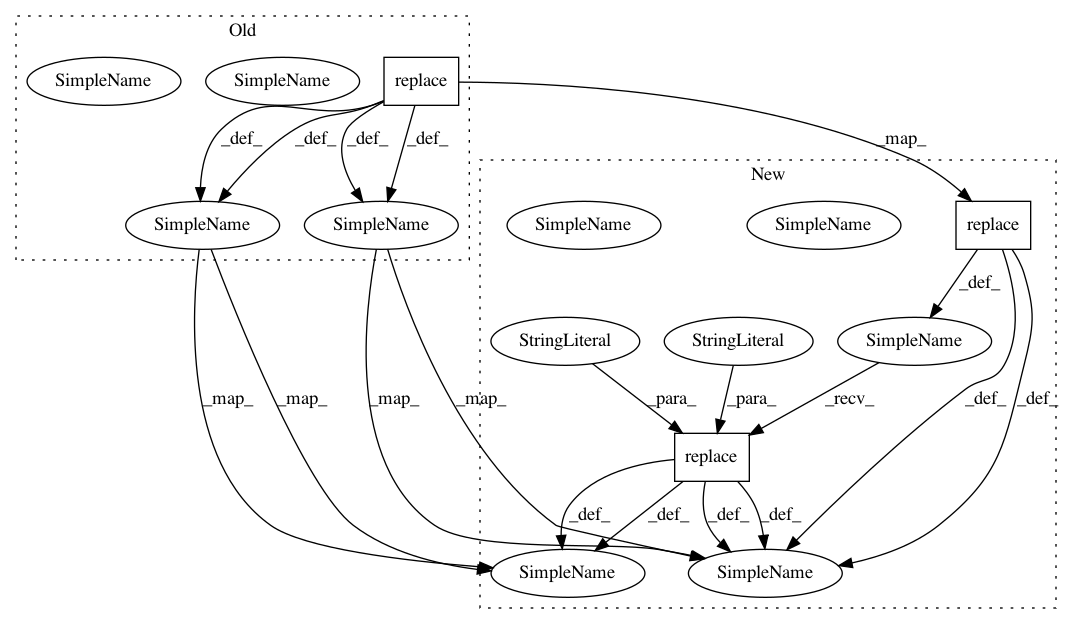 Old
SimpleName
SimpleName
replace
_def_
_def_
_def_
_def_
_map_
New
SimpleName
SimpleName
SimpleName
SimpleName
replace
_def_
StringLiteral
StringLiteral
SimpleName
_map_
_map_
_map_
_map_
_para_
_para_
_recv_
_def_
_def_
replace
_def_
_def_
_def_
_def_
SimpleName
SimpleName